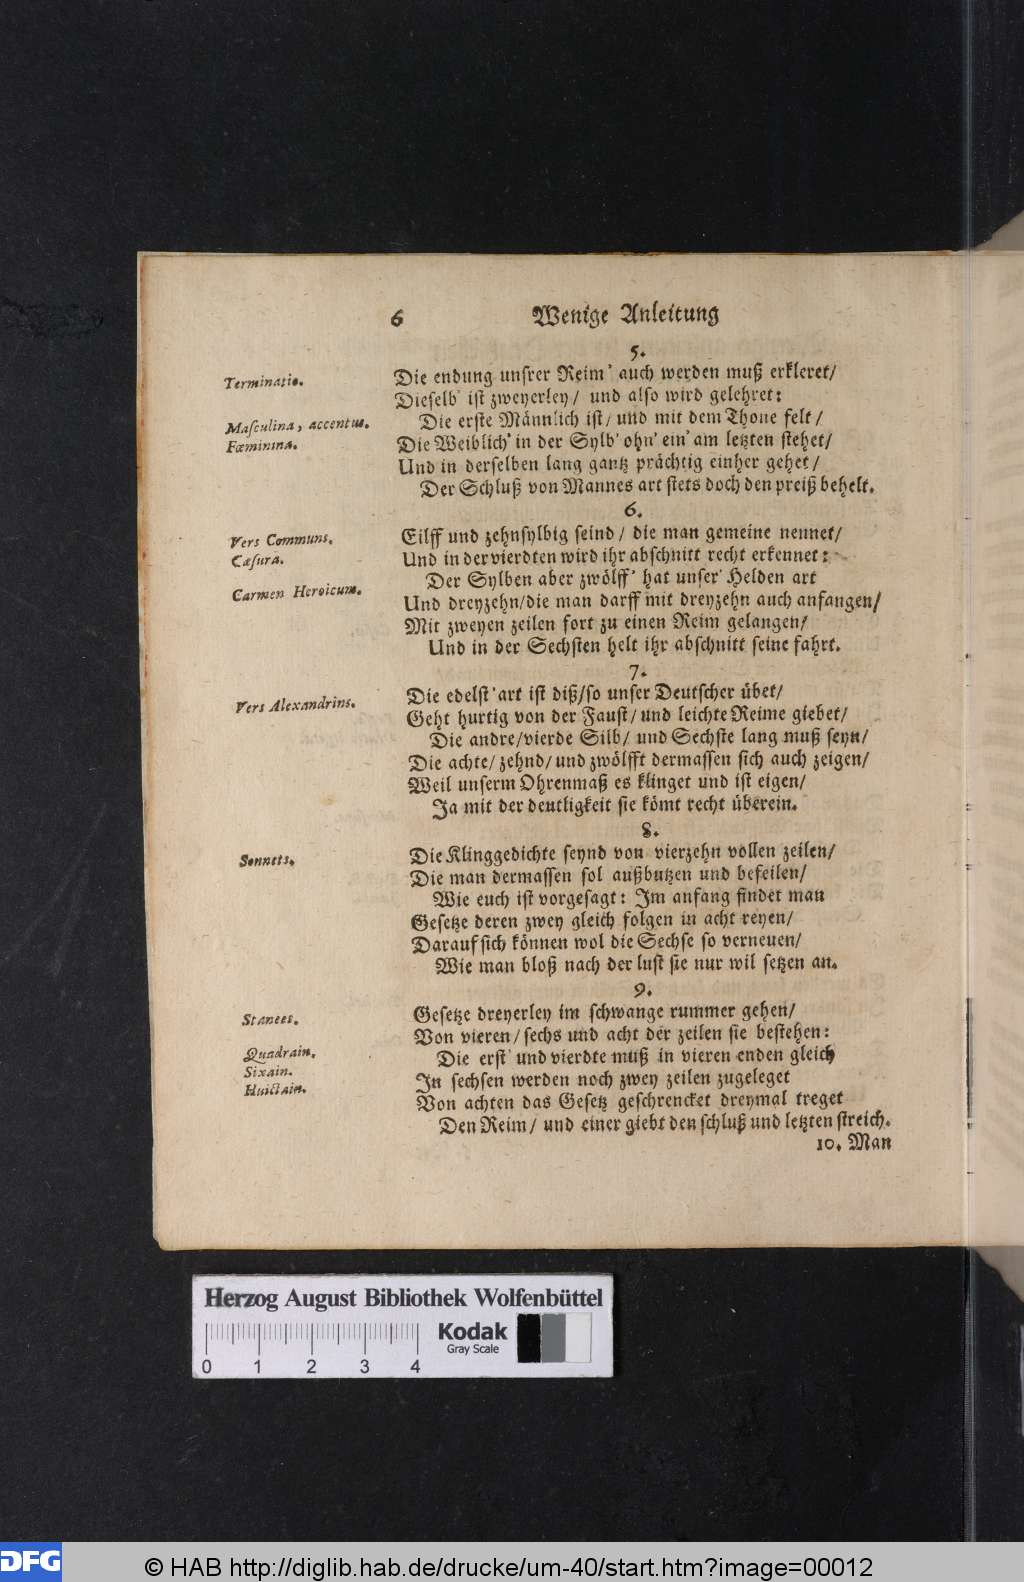 6 Wenige Anleitung
5.
Terminatio.
Die endung unsrer Reim' auch werden muß erkleret/
Dieselb' ist zweyerley/ und also wird gelehret:
Masculina, accentus.
Die erste Männlich ist/ und mit dem Thone felt/
Fœminina.
Die Weiblich' in der Sylb' ohn' ein' am letzten stehet/
Und in derselben lang gantz prächtig einher gehet/
Der Schluß von Mannes art stets doch den preiß behelt.
6.
Vers Communs.
Eilff und zehnsylbig seind/ die man gemeine nennet/
Cæsura.
Und in der vierdten wird ihr abschnitt recht erkennet:
Der Sylben aber zwölff' hat unser' Helden art
Carmen Heroicum.
Und dreyzehn/die man darff mit dreyzehn auch anfangen/
Mit zweyen zeilen fort zu einen Reim gelangen/
Und in der Sechsten helt ihr abschnitt seine fahrt.
7.
Vers Alexandrins.
Die edelst' art ist diß/so unser Deutscher übet/
Geht hurtig von der Faust/ und leichte Reime giebet/
Die andre/vierde Silb/ und Sechste lang muß seyn/
Die achte/ zehnd/ und zwölfft dermassen sich auch zeigen/
Weil unserm Ohrenmaß es klinget und ist eigen/
Ja mit der deutligkeit sie kömt recht überein.
8.
Sonnets.
Die Klinggedichte seynd von vierzehn vollen zeilen/
Die man dermassen sol außbutzen und befeilen/
Wie euch ist vorgesagt: Im anfang findet man
Gesetze deren zwey gleich folgen in acht reyen/
Darauf sich können wol die Sechse so verneuen/
Wie man bloß nach der lust sie nur wil setzen an.
9.
Stances.
Gesetze dreyerley im schwange rummer gehen/
Von vieren/ sechs und acht der zeilen sie bestehen:
Quadrain.
Die erst' und vierdte muß in vieren enden gleich
Sixain.
In sechsen werden noch zwey zeilen zugeleget
Huictain.
Von achten das Gesetz geschrencket dreymal treget
Den Reim/ und einer giebt den schluß und letzten streich.
10. Man
Herzog August Bibliothek Wolfenbüttel
Kodak
Gray Scale
0 1 2 3 4
DFG
© HAB http://diglib.hab.de/drucke/um-40/start.htm?image=00012